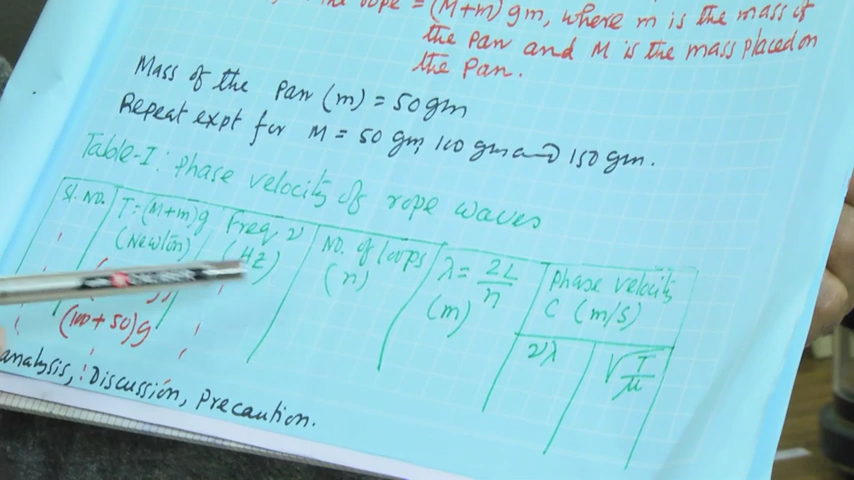 the rope = (M+m) gm, where m is the mass of
the pan and M is the mass placed on
the pan.
Mass of the pan (m) = 50 gm
Repeat expt for M = 50 gm, 100 gm and 150 gm.
Table-I: Phase velocity of rope waves
Sl. No.
T = (M+m)g
(Newton)
Freq. ν
(Hz)
No. of loops
(n)
λ = 2L/n
(m)
Phase velocity
C (m/s)
νλ
√T/μ
(100+50)g
analysis, Discussion, Precaution.